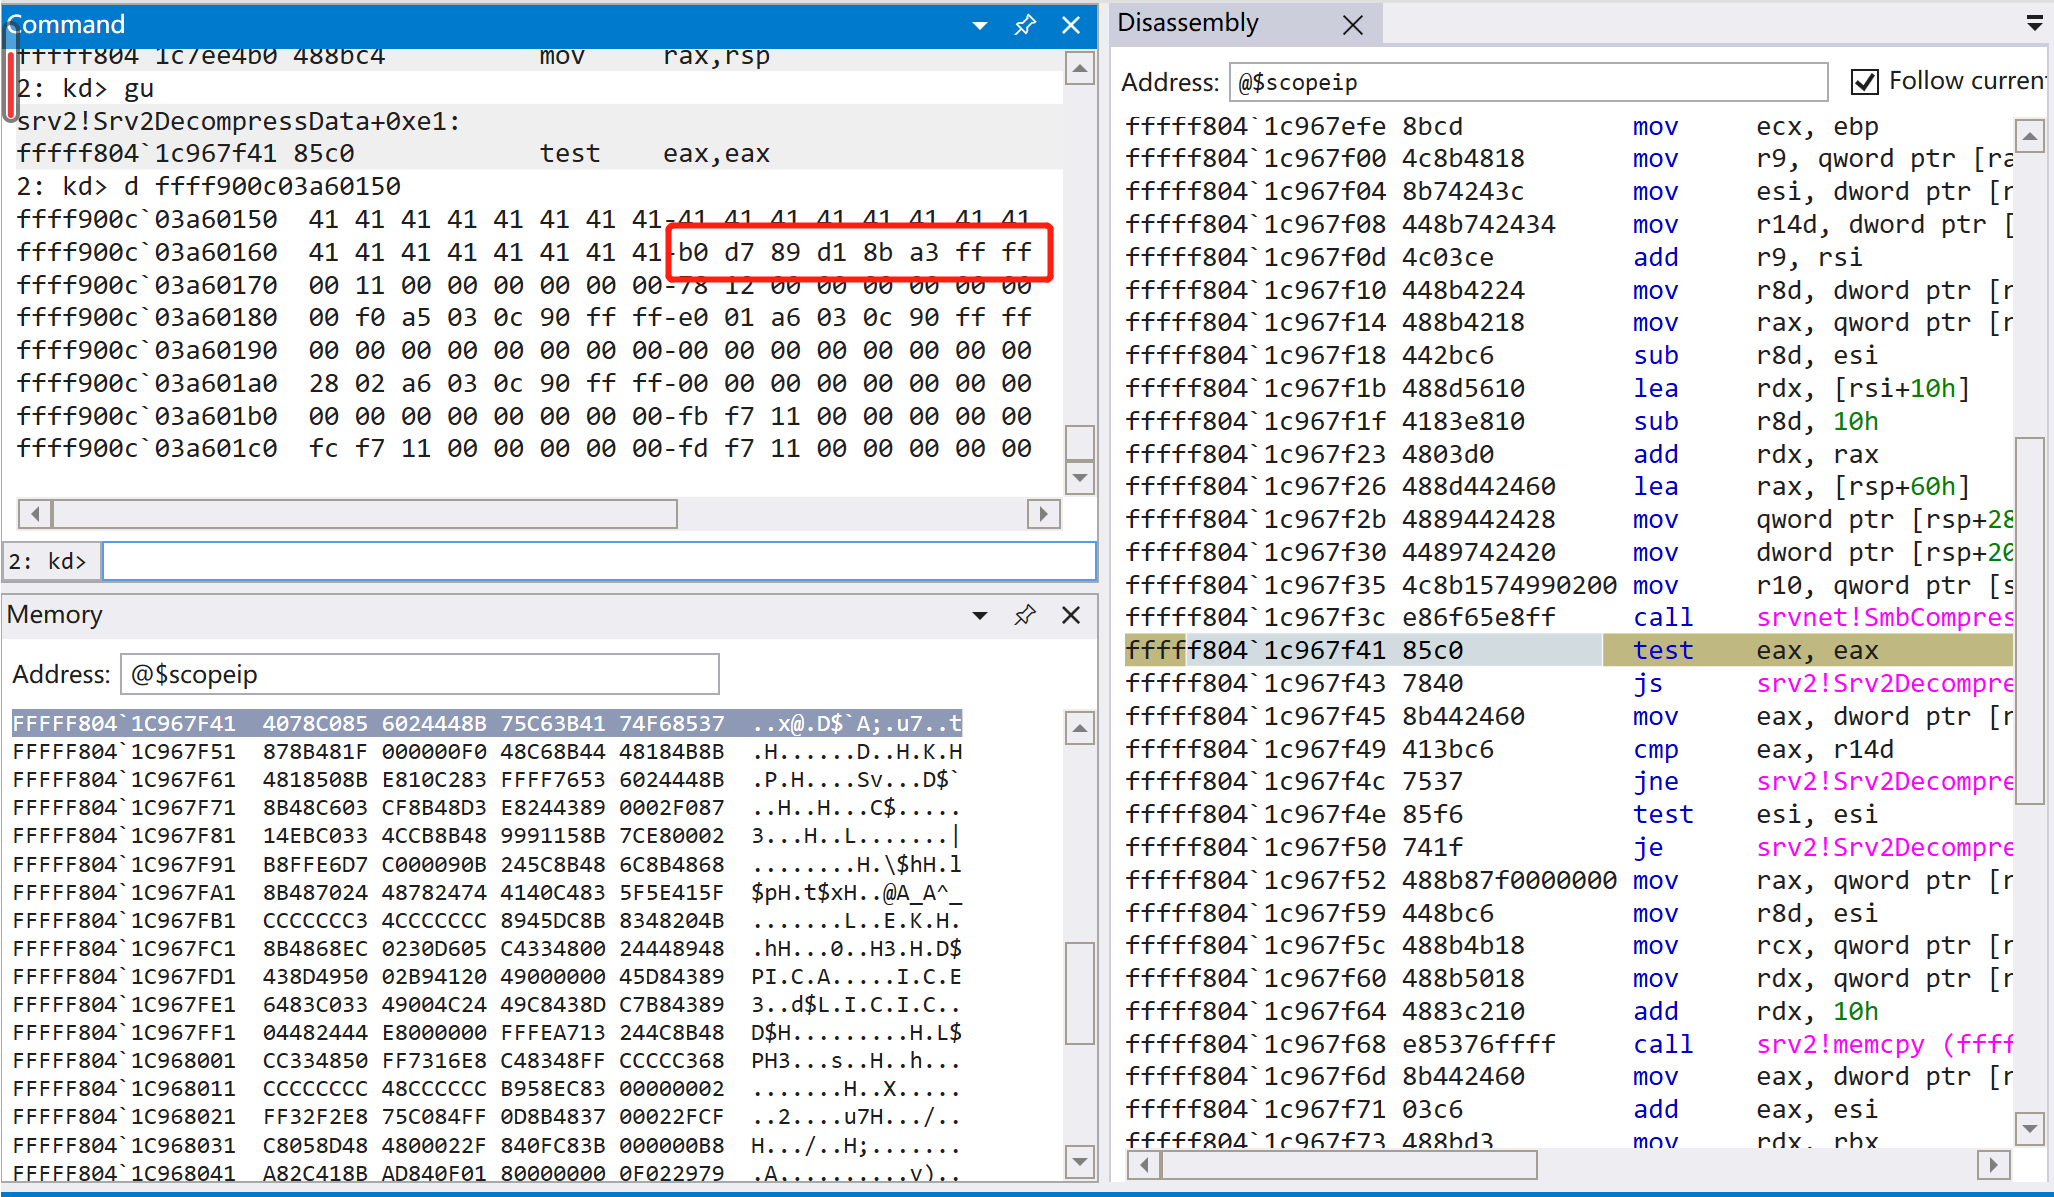 Command
fffff804 1c7ee4b0 488bc4 mov rax,rsp
2: kd> gu
srv2!Srv2DecompressData+0xe1:
fffff804`1c967f41 85c0 test eax,eax
2: kd> d ffff900c03a60150
ffff900c`03a60150 41 41 41 41 41 41 41 41-41 41 41 41 41 41 41 41
ffff900c`03a60160 41 41 41 41 41 41 41 41-b0 d7 89 d1 8b a3 ff ff
ffff900c`03a60170 00 11 00 00 00 00 00 00-78 12 00 00 00 00 00 00
ffff900c`03a60180 00 f0 a5 03 0c 90 ff ff-e0 01 a6 03 0c 90 ff ff
ffff900c`03a60190 00 00 00 00 00 00 00 00-00 00 00 00 00 00 00 00
ffff900c`03a601a0 28 02 a6 03 0c 90 ff ff-00 00 00 00 00 00 00 00
ffff900c`03a601b0 00 00 00 00 00 00 00 00-fb f7 11 00 00 00 00 00
ffff900c`03a601c0 fc f7 11 00 00 00 00 00-fd f7 11 00 00 00 00 00
2: kd>
Memory
Address: @$scopeip
FFFFF804`1C967F41 4078C085 6024448B 75C63B41 74F68537 ..x@.D$`A;.u7..t
FFFFF804`1C967F51 878B481F 000000F0 48C68B44 48184B8B .H......D..H.K.H
FFFFF804`1C967F61 4818508B E810C283 FFFF7653 6024448B .P.H....Sv...D$`
FFFFF804`1C967F71 8B48C603 CF8B48D3 E8244389 0002F087 ..H..H...C$.....
FFFFF804`1C967F81 14EBC033 4CCB8B48 9991158B 7CE80002 3...H..L.......|
FFFFF804`1C967F91 B8FFE6D7 C000090B 245C8B48 6C8B4868 ........H.\$hH.l
FFFFF804`1C967FA1 8B487024 48782474 4140C483 5F5E415F $pH.t$xH..@A_A^_
FFFFF804`1C967FB1 CCCCCCC3 4CCCCCCC 8945DC8B 8348204B .......L..E.K.H.
FFFFF804`1C967FC1 8B4868EC 0230D605 C4334800 24448948 .hH...0..H3.H.D$
FFFFF804`1C967FD1 438D4950 02B94120 49000000 45D84389 PI.C.A.....I.C.E
FFFFF804`1C967FE1 6483C033 49004C24 49C8438D C7B84389 3..d$L.I.C.I.C..
FFFFF804`1C967FF1 04482444 E8000000 FFFEA713 244C8B48 D$H.........H.L$
FFFFF804`1C968001 CC334850 FF7316E8 C48348FF CCCCC368 PH3...s..H..h...
FFFFF804`1C968011 CCCCCCCC 48CCCCCC B958EC83 00000002 .......H..X.....
FFFFF804`1C968021 FF32F2E8 75C084FF 0D8B4837 00022FCF ..2....u7H.../..
FFFFF804`1C968031 C8058D48 4800022F 840FC83B 000000B8 H.../..H;.......
FFFFF804`1C968041 A82C418B AD840F01 80000000 0F022979 .A..........y)..
Disassembly
Address: @$scopeip Follow current
fffff804`1c967efe 8bcd mov ecx, ebp
fffff804`1c967f00 4c8b4818 mov r9, qword ptr [ra
fffff804`1c967f04 8b74243c mov esi, dword ptr [r
fffff804`1c967f08 448b742434 mov r14d, dword ptr [
fffff804`1c967f0d 4c03ce add r9, rsi
fffff804`1c967f10 448b4224 mov r8d, dword ptr [r
fffff804`1c967f14 488b4218 mov rax, qword ptr [r
fffff804`1c967f18 442bc6 sub r8d, esi
fffff804`1c967f1b 488d5610 lea rdx, [rsi+10h]
fffff804`1c967f1f 4183e810 sub r8d, 10h
fffff804`1c967f23 4803d0 add rdx, rax
fffff804`1c967f26 488d442460 lea rax, [rsp+60h]
fffff804`1c967f2b 4889442428 mov qword ptr [rsp+28
fffff804`1c967f30 4489742420 mov dword ptr [rsp+20
fffff804`1c967f35 4c8b1574990200 mov r10, qword ptr [s
fffff804`1c967f3c e86f65e8ff call srvnet!SmbCompres
fffff804`1c967f41 85c0 test eax, eax
fffff804`1c967f43 7840 js srv2!Srv2Decompre
fffff804`1c967f45 8b442460 mov eax, dword ptr [r
fffff804`1c967f49 413bc6 cmp eax, r14d
fffff804`1c967f4c 7537 jne srv2!Srv2Decompre
fffff804`1c967f4e 85f6 test esi, esi
fffff804`1c967f50 741f je srv2!Srv2Decompre
fffff804`1c967f52 488b87f0000000 mov rax, qword ptr [r
fffff804`1c967f59 448bc6 mov r8d, esi
fffff804`1c967f5c 488b4b18 mov rcx, qword ptr [r
fffff804`1c967f60 488b5018 mov rdx, qword ptr [r
fffff804`1c967f64 4883c210 add rdx, 10h
fffff804`1c967f68 e85376ffff call srv2!memcpy (ffff
fffff804`1c967f6d 8b442460 mov eax, dword ptr [r
fffff804`1c967f71 03c6 add eax, esi
fffff804`1c967f73 488bd3 mov rdx, rbx